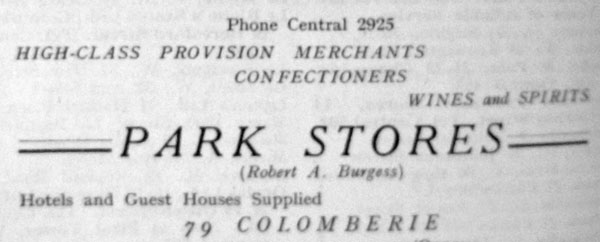 Phone Central 2925
HIGH-CLASS PROVISION MERCHANTS
CONFECTIONERS
WINES and SPIRITS
PARK STORES
(Robert A. Burgess)
Hotels and Guest Houses Supplied
79 COLOMBERIE